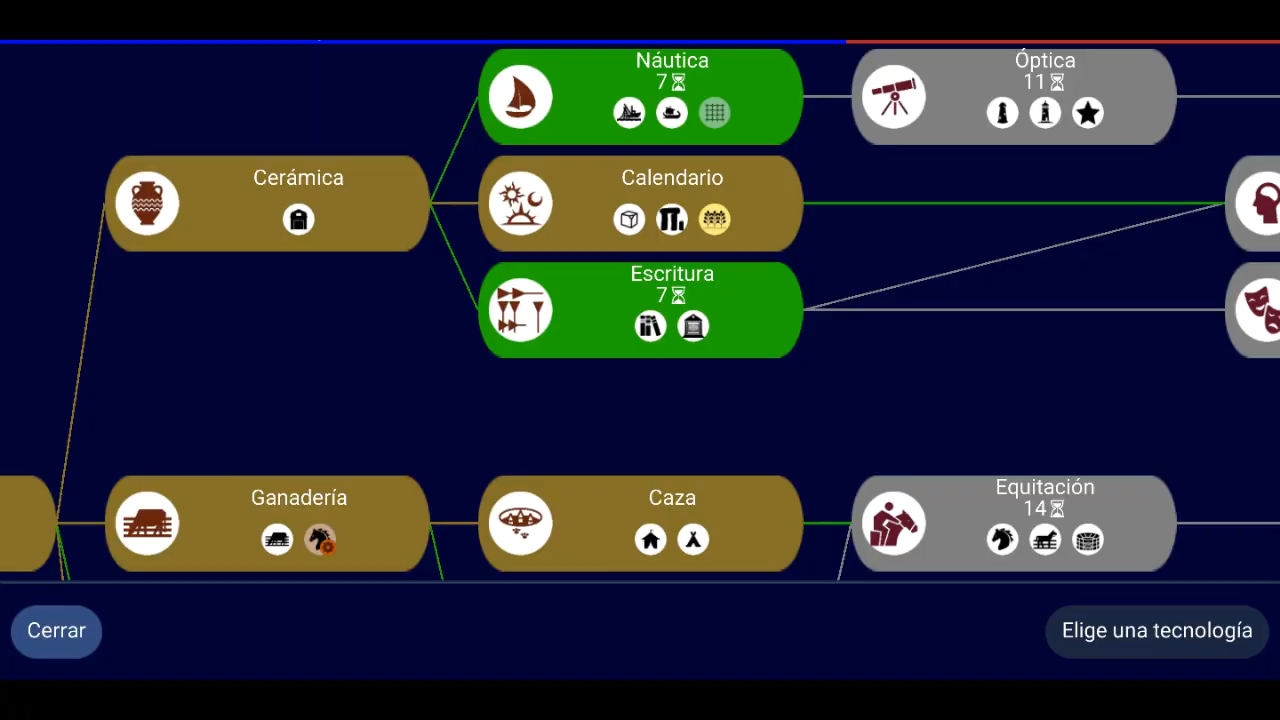 Náutica
7
Óptica
11
Cerámica
Calendario
Escritura
7
Ganadería
Caza
Equitación
14
Cerrar
Elige una tecnología